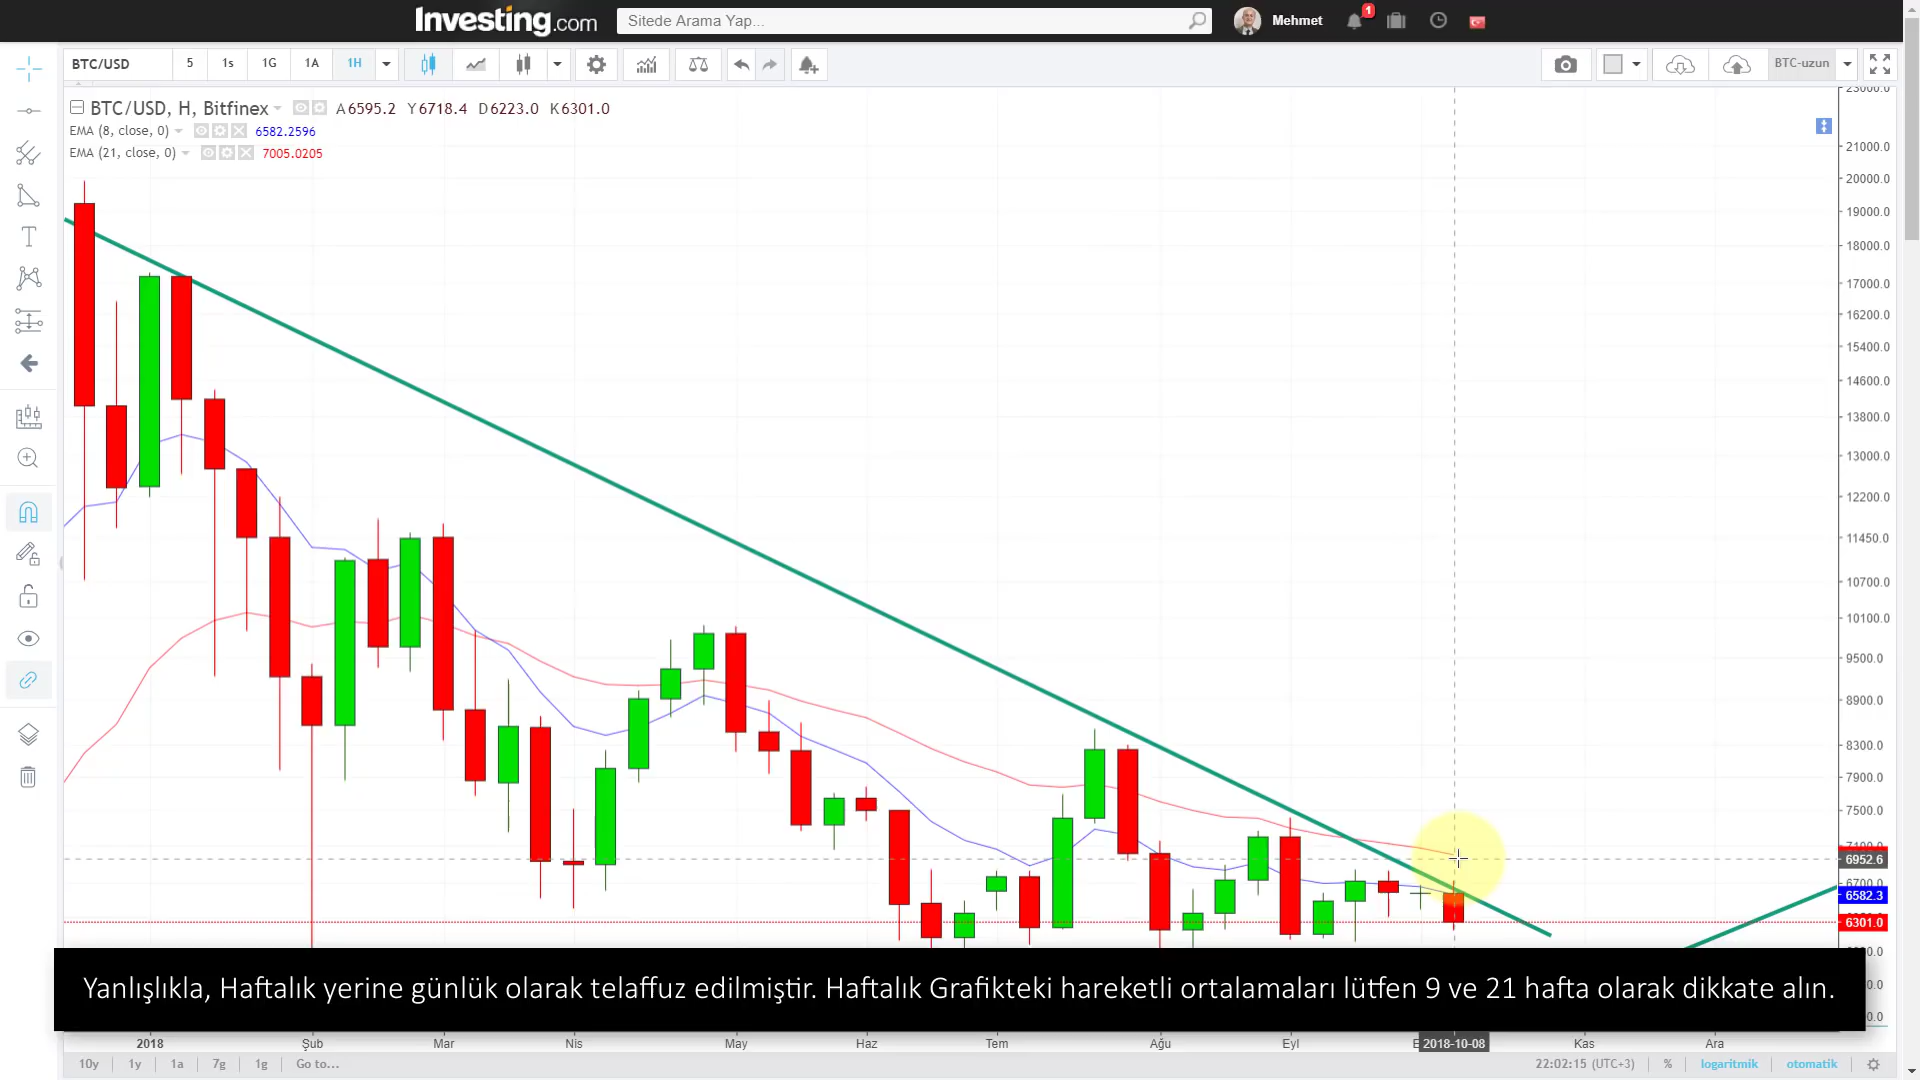 Investing.com
Sitede Arama Yap...
Mehmet
1
BTC/USD
5
1s
1G
1A
1H
BTC-uzun
BTC/USD, H, Bitfinex
A6595.2 Y6718.4 D6223.0 K6301.0
EMA (8, close, 0)
6582.2596
EMA (21, close, 0)
7005.0205
23000.0
21000.0
20000.0
19000.0
18000.0
17000.0
16200.0
15400.0
14600.0
13800.0
13000.0
12200.0
11450.0
10700.0
10100.0
9500.0
8900.0
8300.0
7900.0
7500.0
6952.6
6700.0
6582.3
6301.0
Yanlışlıkla, Haftalık yerine günlük olarak telaffuz edilmiştir. Haftalık Grafikteki hareketli ortalamaları lütfen 9 ve 21 hafta olarak dikkate alın.
2018
Şub
Mar
Nis
May
Haz
Tem
Ağu
Eyl
2018-10-08
Kas
Ara
10y
1y
1a
7g
1g
Go to...
22:02:15 (UTC+3)
%
logaritmik
otomatik